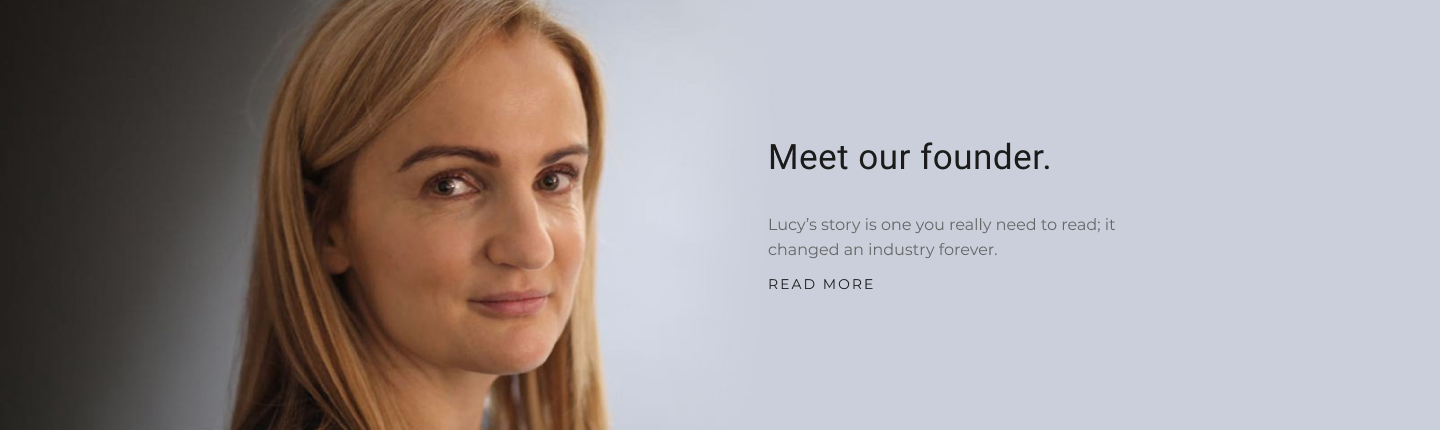 Meet our founder.
Lucy’s story is one you really need to read; it
changed an industry forever.
READ MORE